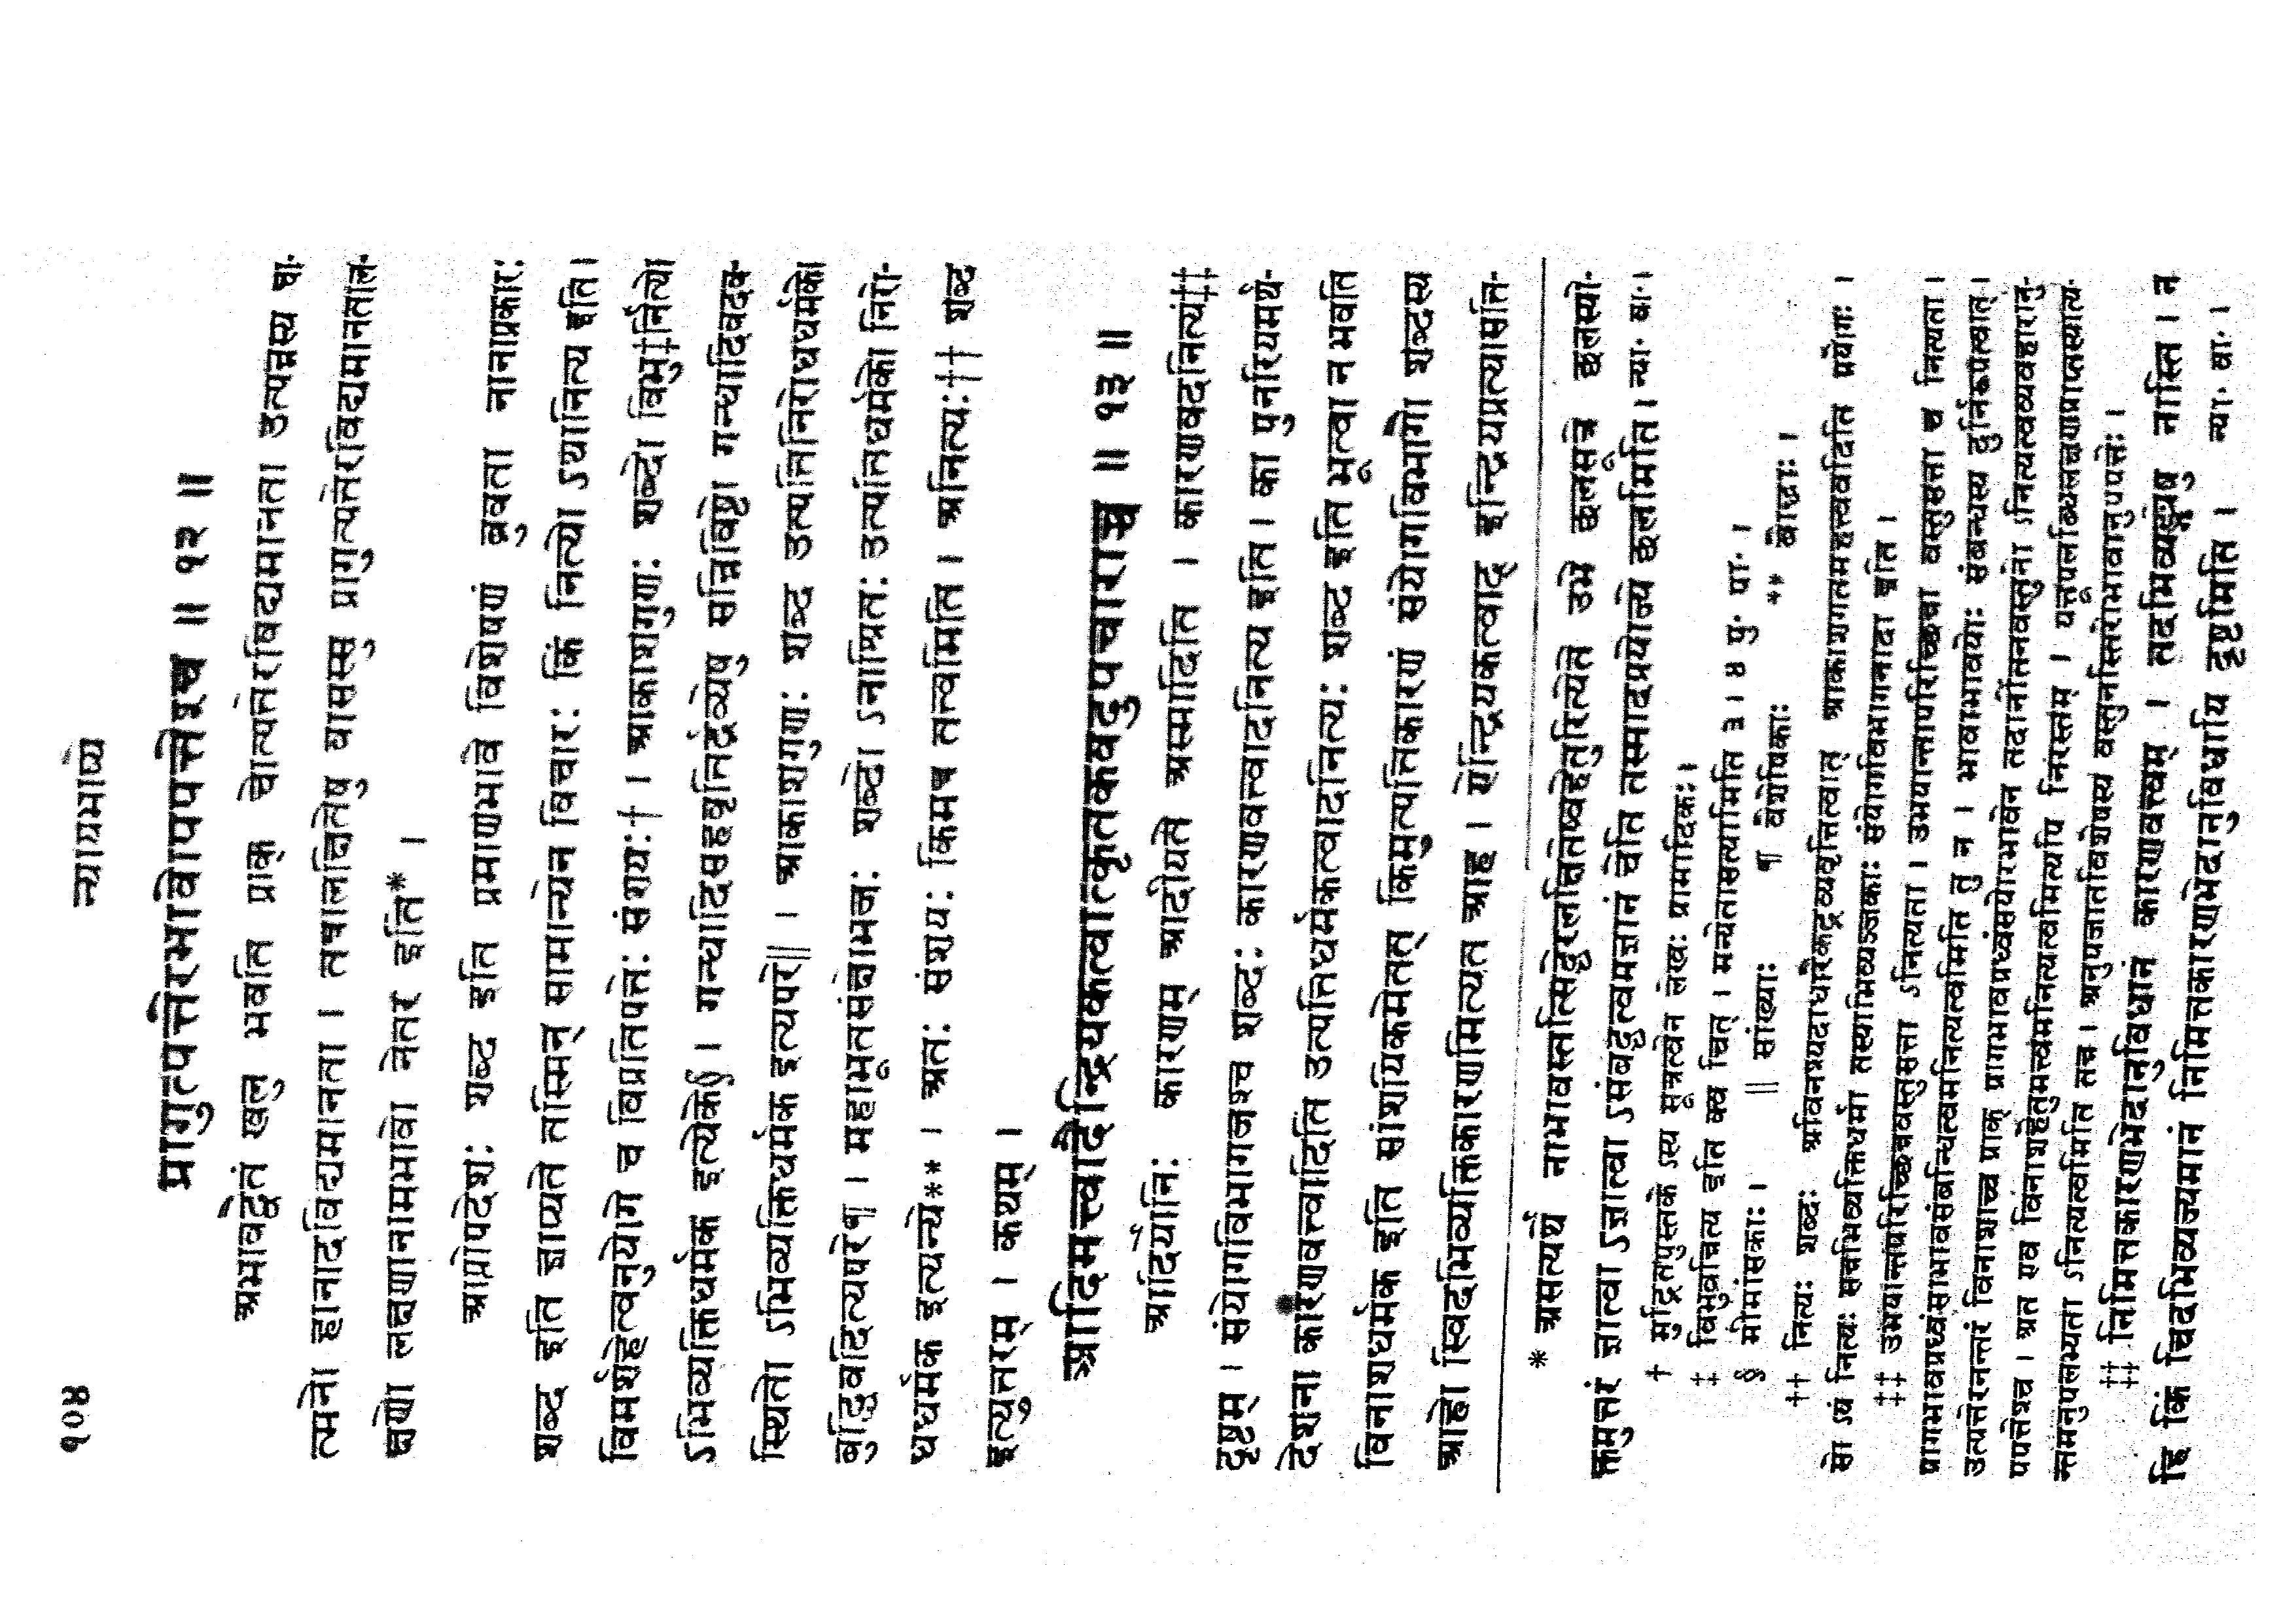 १०४
न्यायभाष्ये
प्रागुत्पत्तेरभावोपपत्तेश्च ॥ १२ ॥
अभावद्वैतं खलु भवति प्राक् चोत्पत्तेरविद्यमानता उत्पन्नस्य चा-
त्मनो हानादविद्यमानता । तत्रालक्षितेषु वासस्सु प्रागुत्पत्तेरविद्यमानताल-
क्षणो लक्षणानामभावो नेतर इति* ।
आप्तोपदेशः शब्द इति प्रमाणभावे विशेषणं ब्रुवता नानाप्रकारः
शब्द इति ज्ञाप्यते तस्मिन् सामान्येन विचारः किं नित्यो ऽथानित्य इति ।
विमर्शहेत्वनुयोगे च विप्रतिपत्तेः संशयः† । आकाशगुणः शब्दो विभु‡र्नित्यो
ऽभिव्यक्तिधर्मक इत्येके§ । गन्धादिसहवृत्तिर्द्रव्येषु सन्निविष्टो गन्धादिवदव-
स्थितो ऽभिव्यक्तिधर्मक इत्यपरे‖ । आकाशगुणः शब्द उत्पत्तिनिरोधधर्मको
बुद्धिवदित्यपरे¶ । महाभूतसंक्षोभजः शब्दो ऽनाश्रितः उत्पत्तिधर्मको निरो-
धधर्मक इत्यन्ये** । अतः संशयः किमत्र तत्त्वमिति । अनित्यः†† शब्द
इत्युत्तरम् । कथम् ।
आदिमत्त्वादैन्द्रियकत्वात्कृतकवदुपचाराच्च ॥ १३ ॥
आदिर्योनिः कारणम् आदीयते अस्मादिति । कारणवदनित्यं‡‡
दृष्टम् । संयोगविभागजश्च शब्दः कारणवत्त्वादनित्य इति । का पुनरियमर्थ-
देशना कारणवत्त्वादिति उत्पत्तिधर्मकत्वादनित्यः शब्द इति भूत्वा न भवति
विनाशधर्मक इति सांशयिकमेतत् किमुत्पत्तिकारणं संयोगविभागौ शब्दस्य
आहो स्विदभिव्यक्तिकारणमित्यत आह । ऐन्द्रियकत्वाद् इन्द्रियप्रत्यासत्ति-
* असत्यर्थे नाभावस्तत्सिद्धेरलक्षितेष्वहेतुरित्येते उभे छलसूत्रे छलस्यो-
क्तमुत्तरं ज्ञात्वा ऽज्ञात्वा ऽसंबद्धत्वमज्ञानं चेति तस्मादप्रयोज्ये छलमिति । न्या॰ वा॰ ।
† मुद्रितपुस्तके ऽस्य सूत्रत्वेन लेखः प्रामादिकः ।
‡ विभुत्वन्नित्य इति क्व चित् । मन्येतासत्यामिति ३ । ४ पु॰ पा॰ ।
§ मीमांसकाः । ‖ सांख्याः ¶ वैशेषिकाः ** बौद्धाः ।
†† नित्यः शब्दः अविनश्यदाधारैकद्रव्यवृत्तित्वात् आकाशगतमहत्त्ववदिति प्रयोगः ।
सो ऽयं नित्यः सन्नभिव्यक्तिधर्मा तस्याभिव्यञ्जकाः संयोगविभागनादा इति ।
‡‡ उभयान्तपरिच्छिन्नवस्तुसत्ता ऽनित्यता । उभयान्तापरिच्छिन्ना वस्तुसत्ता च नित्यता ।
प्रागभावप्रध्वंसाभावसंबन्धित्वमनित्यत्वमिति तु न । भावाभावयोः संबन्धस्य दुर्निरूपत्वात् ।
उत्पत्तेरनन्तरं विनाशाच्च प्राक् प्रागभावप्रध्वंसयोरभावेन तदानींतनवस्तुनो ऽनित्यत्वव्यवहारानु-
पपत्तेश्च । अत एव विनाशहेतुमत्त्वमनित्यत्वमित्यपि निरस्तम् । यत्तूपलब्धिलक्षणप्राप्तस्यात्य-
न्तमनुपलभ्यता ऽनित्यत्वमिति तन्न । अनुपजातविशेषस्य वस्तुनस्तिरोभावानुपपत्तेः ।
‡‡ निमित्तकारणभेदानुविधानं कारणवत्त्वम् । तदभिव्यङ्ग्येषु नास्ति । न
हि किं चिदभिव्यज्यमानं निमित्तकारणभेदानुविधायि दृष्टमिति । न्या॰ वा॰ ।